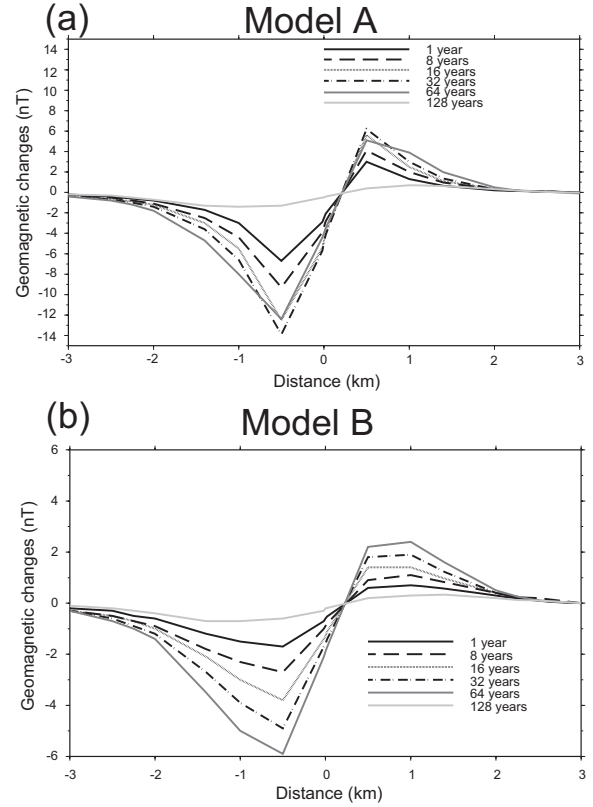 (a)
Model A
Geomagnetic changes (nT)
14
12
10
8
6
4
2
0
-2
-4
-6
-8
-10
-12
-14
1 year
8 years
16 years
32 years
64 years
128 years
-3
-2
-1
0
1
2
3
Distance (km)
(b)
Model B
Geomagnetic changes (nT)
6
4
2
0
-2
-4
-6
1 year
8 years
16 years
32 years
64 years
128 years
-3
-2
-1
0
1
2
3
Distance (km)